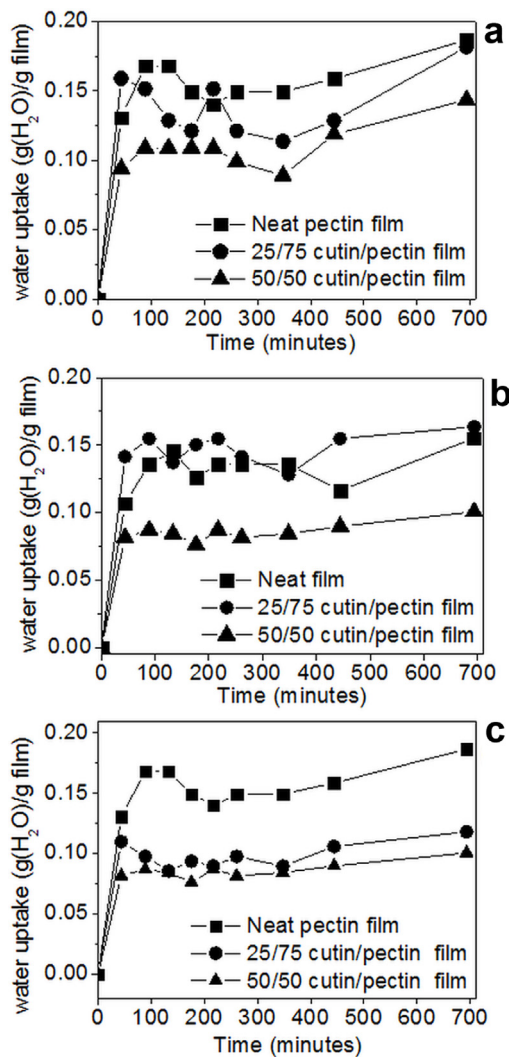 a
water uptake (g(H₂O)/g film)
0.20
0.15
0.10
0.05
0.00
Neat pectin film
25/75 cutin/pectin film
50/50 cutin/pectin film
0 100 200 300 400 500 600 700
Time (minutes)
b
water uptake (g(H₂O)/g film)
0.20
0.15
0.10
0.05
0.00
Neat film
25/75 cutin/pectin film
50/50 cutin/pectin film
0 100 200 300 400 500 600 700
Time (minutes)
c
water uptake (g(H₂O)/g film)
0.20
0.15
0.10
0.05
0.00
Neat pectin film
25/75 cutin/pectin film
50/50 cutin/pectin film
0 100 200 300 400 500 600 700
Time (minutes)